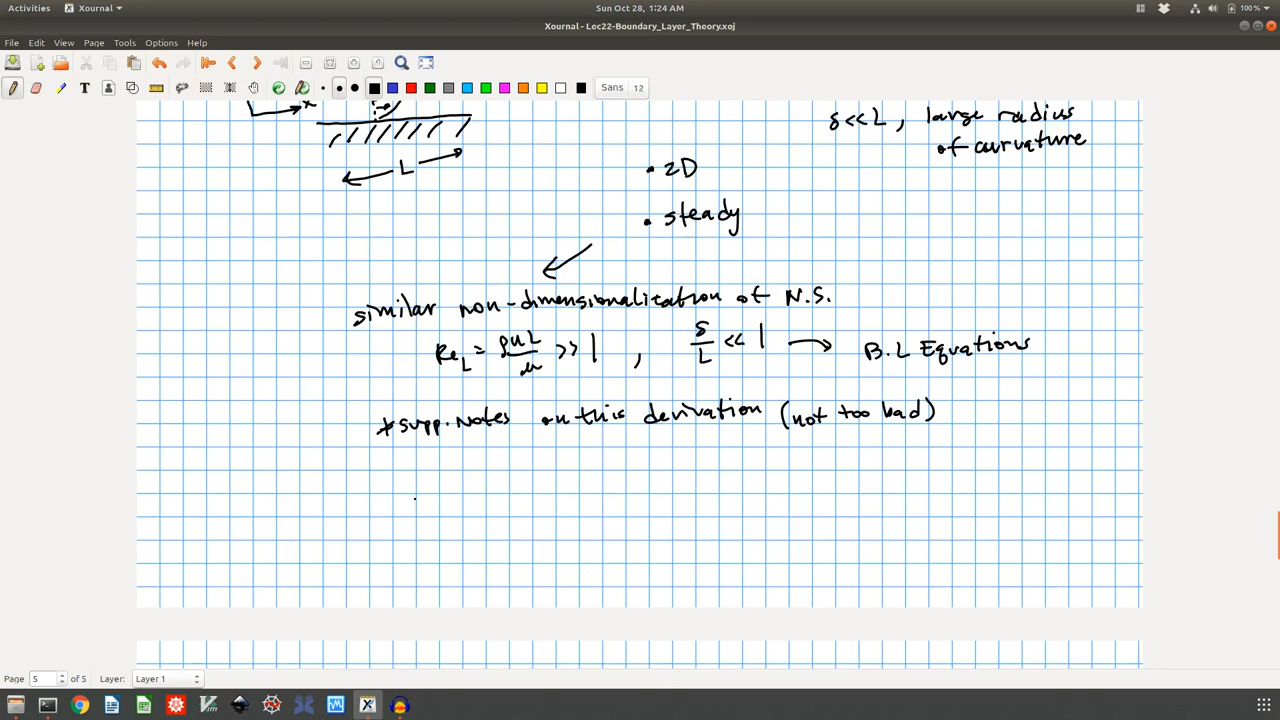 Activities Xournal Sun Oct 28, 1:24 AM 100 %
Xournal - Lec22-Boundary_Layer_Theory.xoj
File Edit View Page Tools Options Help
T Sans 12
x
δ<<L, large radius
of curvature
L
• 2D
• steady
similar non-dimensionalization of N.S.
Re_L = ρuL/μ >> 1, δ/L << 1 → B.L Equations
*supp. Notes on this derivation (not too bad)
Page 5 of 5 Layer: Layer 1